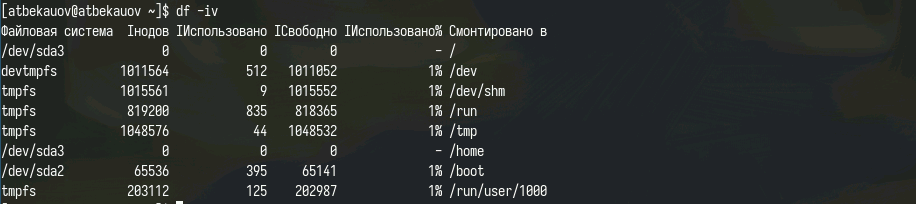 [atbekauov@atbekauov ~]$ df -iv
Файловая система Iнодов IИспользовано IСвободно IИспользовано% Смонтировано в
/dev/sda3 0 0 0 - /
devtmpfs 1011564 512 1011052 1% /dev
tmpfs 1015561 9 1015552 1% /dev/shm
tmpfs 819200 835 818365 1% /run
tmpfs 1048576 44 1048532 1% /tmp
/dev/sda3 0 0 0 - /home
/dev/sda2 65536 395 65141 1% /boot
tmpfs 203112 125 202987 1% /run/user/1000